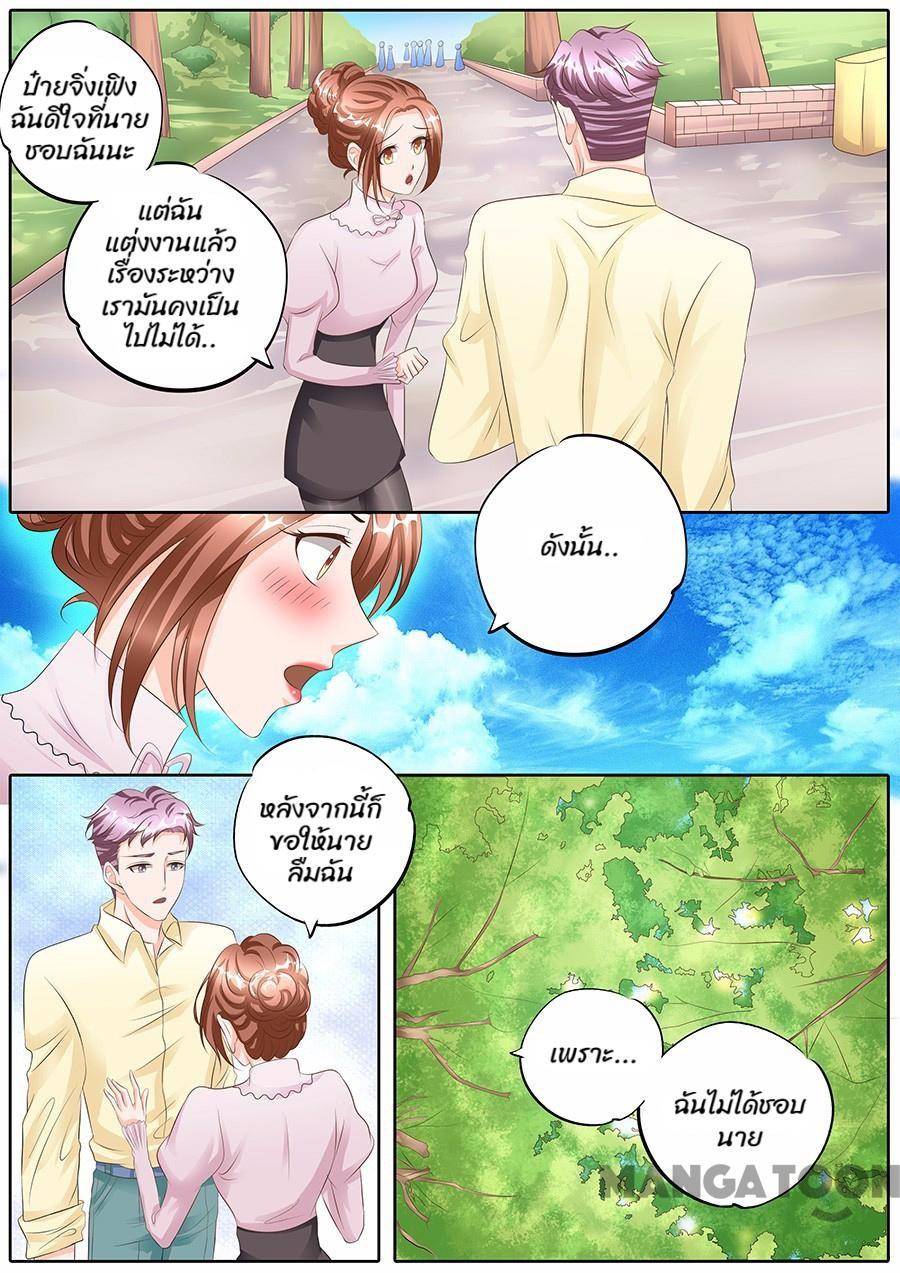 ป๋ายจิ่งเฟิง
ฉันดีใจที่นาย
ชอบฉันนะ
แต่ฉัน
แต่งงานแล้ว
เรื่องระหว่าง
เรามันคงเป็น
ไปไม่ได้..
ดังนั้น..
หลังจากนี้ก็
ขอให้นาย
ลืมฉัน
เพราะ...
ฉันไม่ได้ชอบ
นาย
MANGATOON